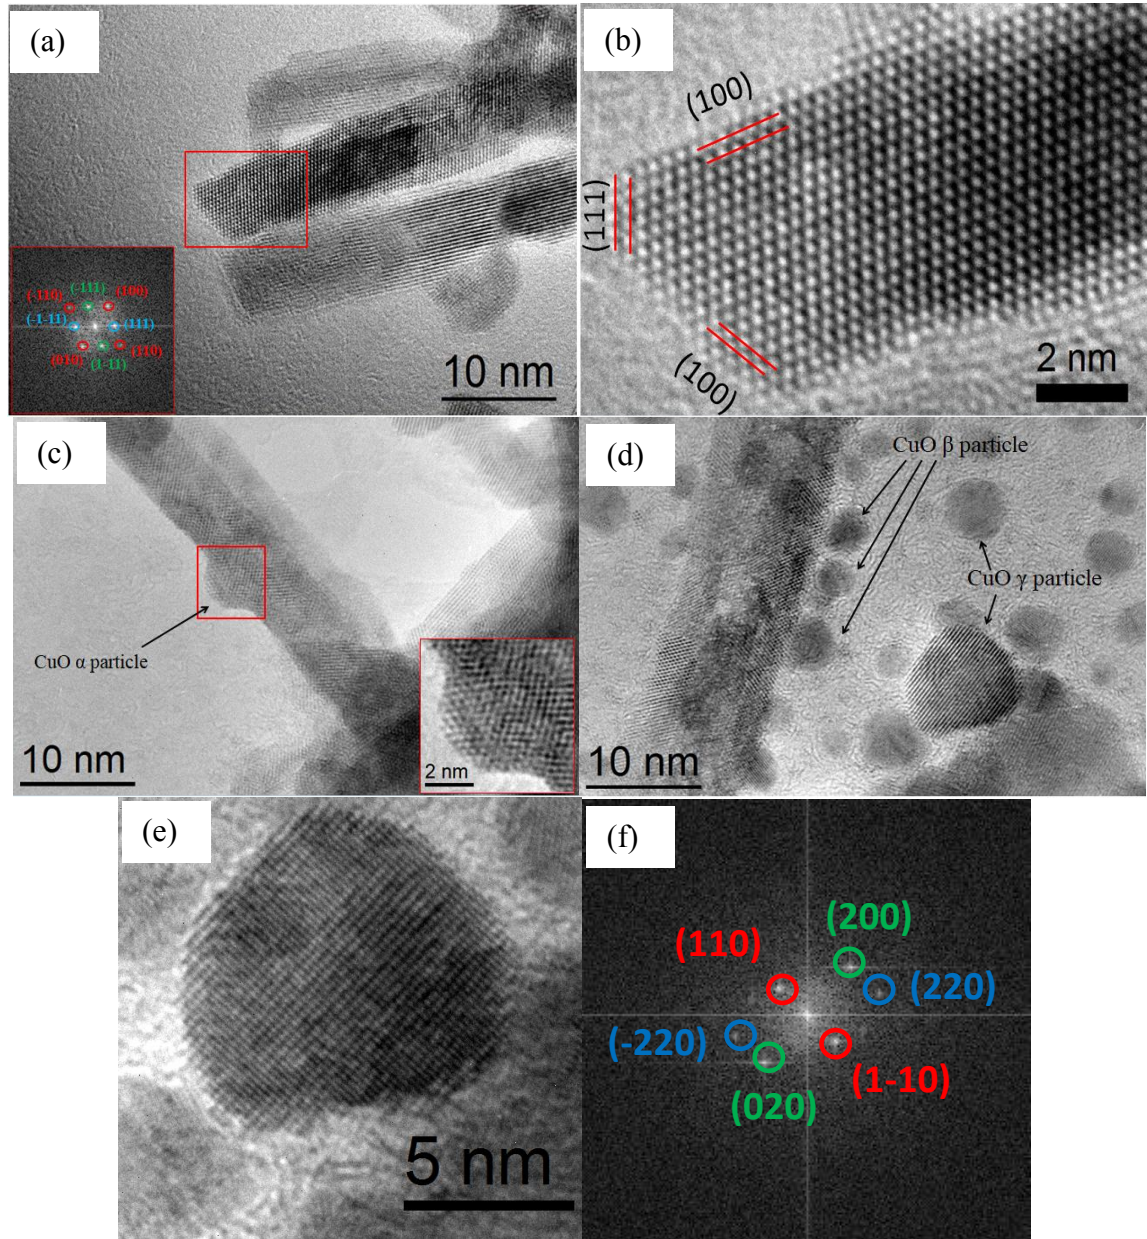 (a)
(-110)
(-111)
(100)
(-1-11)
(111)
(010)
(1-11)
(110)
10 nm
(b)
(100)
(111)
(100)
2 nm
(c)
CuO α particle
10 nm
2 nm
(d)
CuO β particle
CuO γ particle
10 nm
(e)
5 nm
(f)
(200)
(110)
(220)
(-220)
(020)
(1-10)